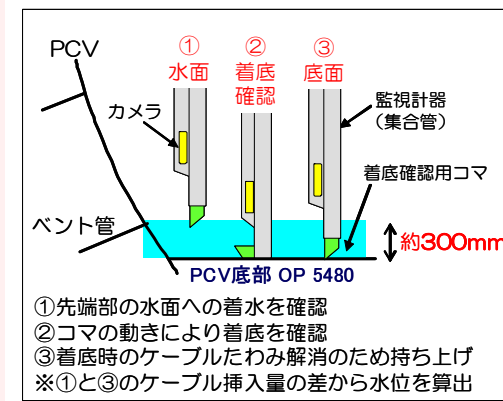 PCV
①
水面
②
着底
確認
③
底面
カメラ
監視計器
(集合管)
着底確認用コマ
ベント管
約300mm
PCV底部 OP 5480
①先端部の水面への着水を確認
②コマの動きにより着底を確認
③着底時のケーブルたわみ解消のため持ち上げ
※①と③のケーブル挿入量の差から水位を算出